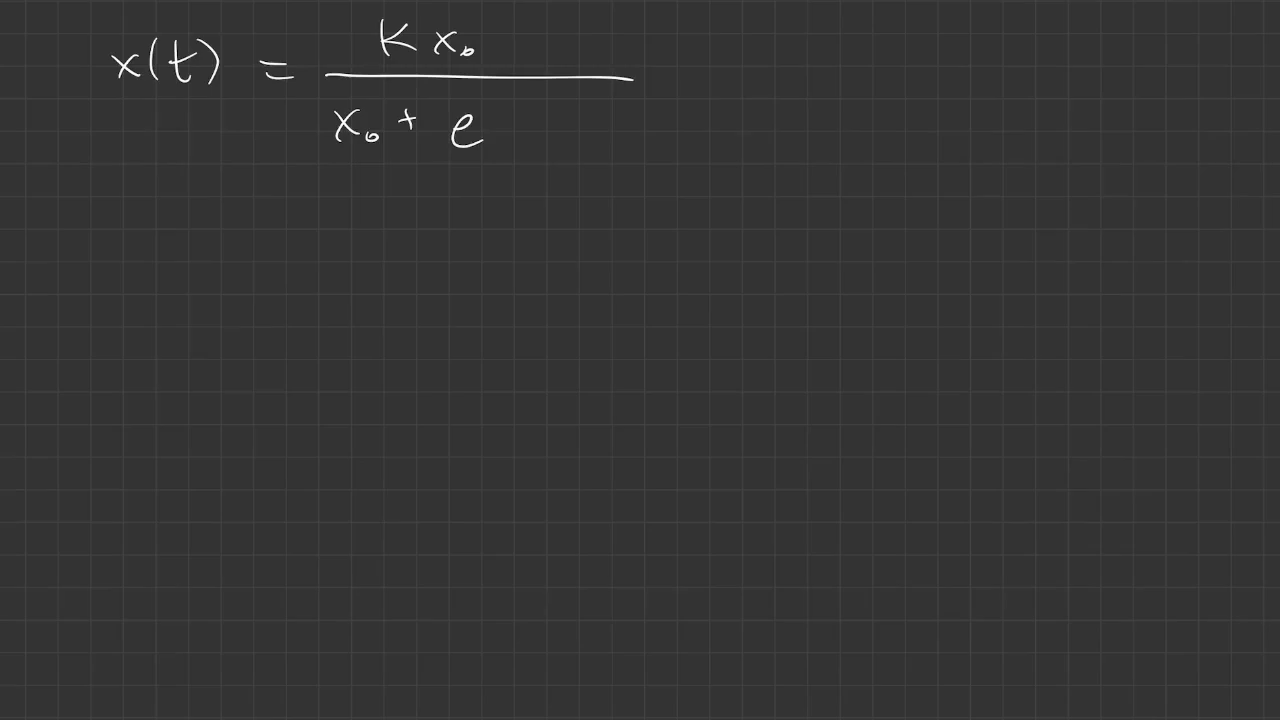 x(t) = K x₀
x₀ + e